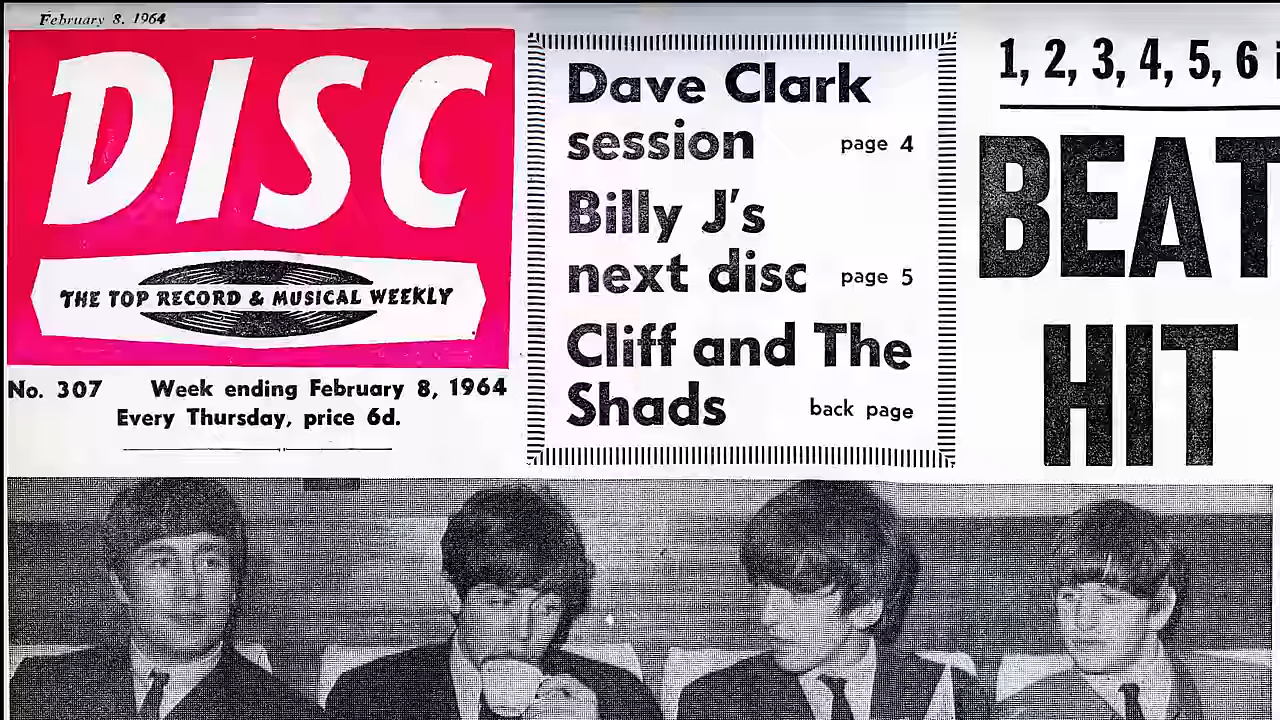 February 8, 1964
DISC
THE TOP RECORD & MUSICAL WEEKLY
No. 307 Week ending February 8, 1964
Every Thursday, price 6d.
Dave Clark
session page 4
Billy J's
next disc page 5
Cliff and The
Shads back page
1, 2, 3, 4, 5, 6
BEAT
HIT